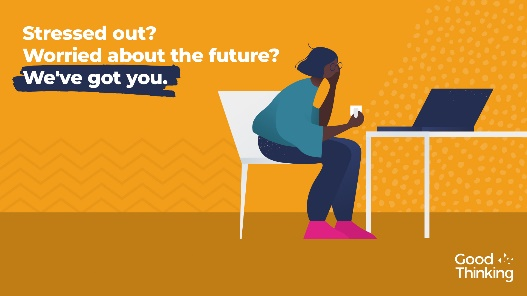 Stressed out?
Worried about the future?
We've got you.
Good
Thinking